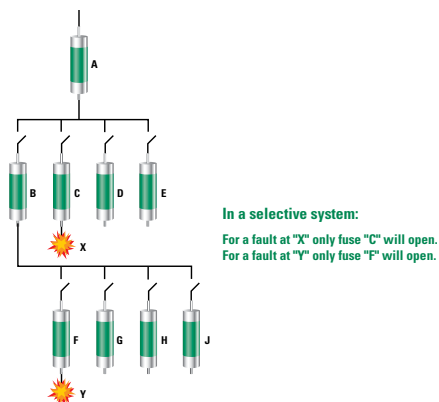 A
B
C
D
E
X
In a selective system:
For a fault at "X" only fuse "C" will open.
For a fault at "Y" only fuse "F" will open.
F
G
H
J
Y